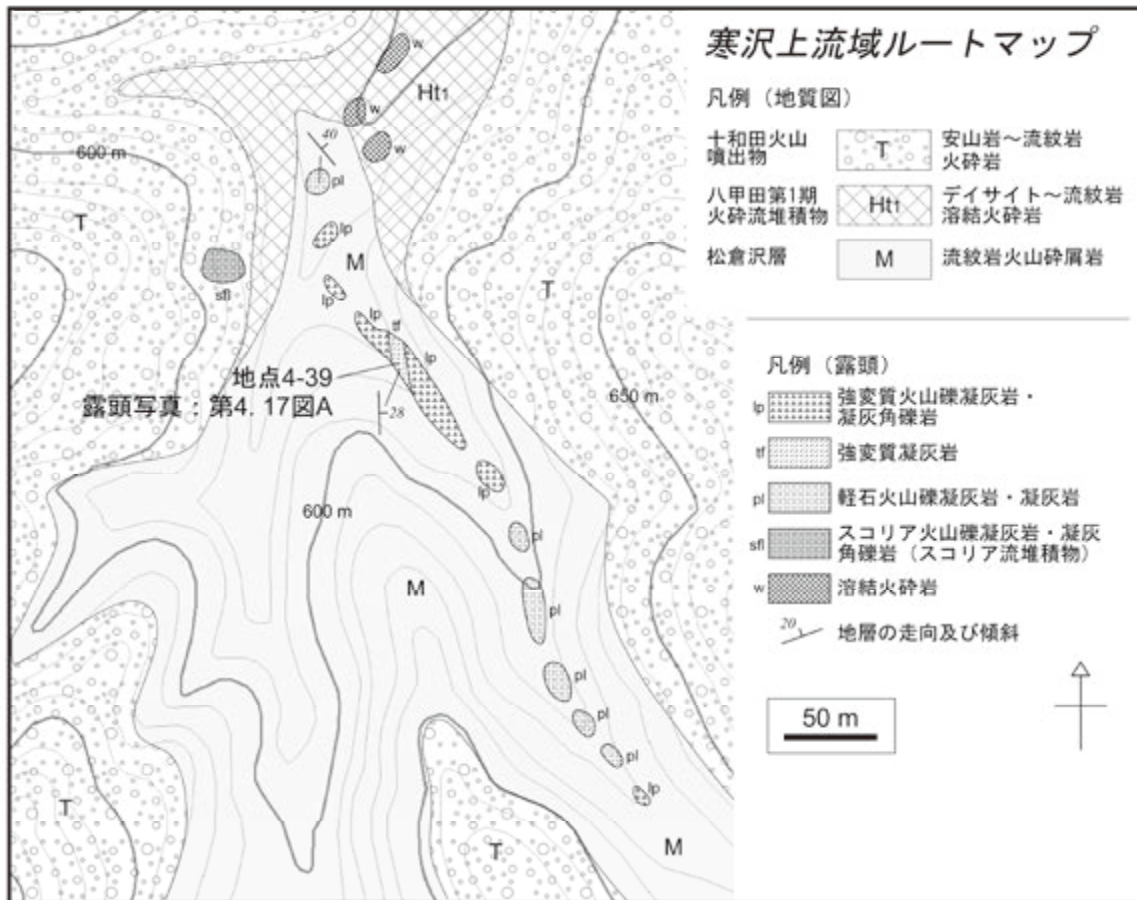 寒沢上流域ルートマップ
凡例（地質図）
十和田火山
噴出物
T
安山岩～流紋岩
火砕岩
八甲田第1期
火砕流堆積物
Ht1
デイサイト～流紋岩
溶結火砕岩
松倉沢層
M
流紋岩火山砕屑岩
凡例（露頭）
lp
強変質火山礫凝灰岩・
凝灰角礫岩
tf
強変質凝灰岩
pl
軽石火山礫凝灰岩・凝灰岩
sfl
スコリア火山礫凝灰岩・凝灰
角礫岩（スコリア流堆積物）
w
溶結火砕岩
20
地層の走向及び傾斜
50 m
w
Ht1
w
w
40
600 m
pl
T
lp
M
sfl
lp
T
lp
tf
lp
地点4-39
露頭写真：第4. 17図A
28
650 m
lp
600 m
pl
M
pl
pl
pl
pl
lp
T
T
M